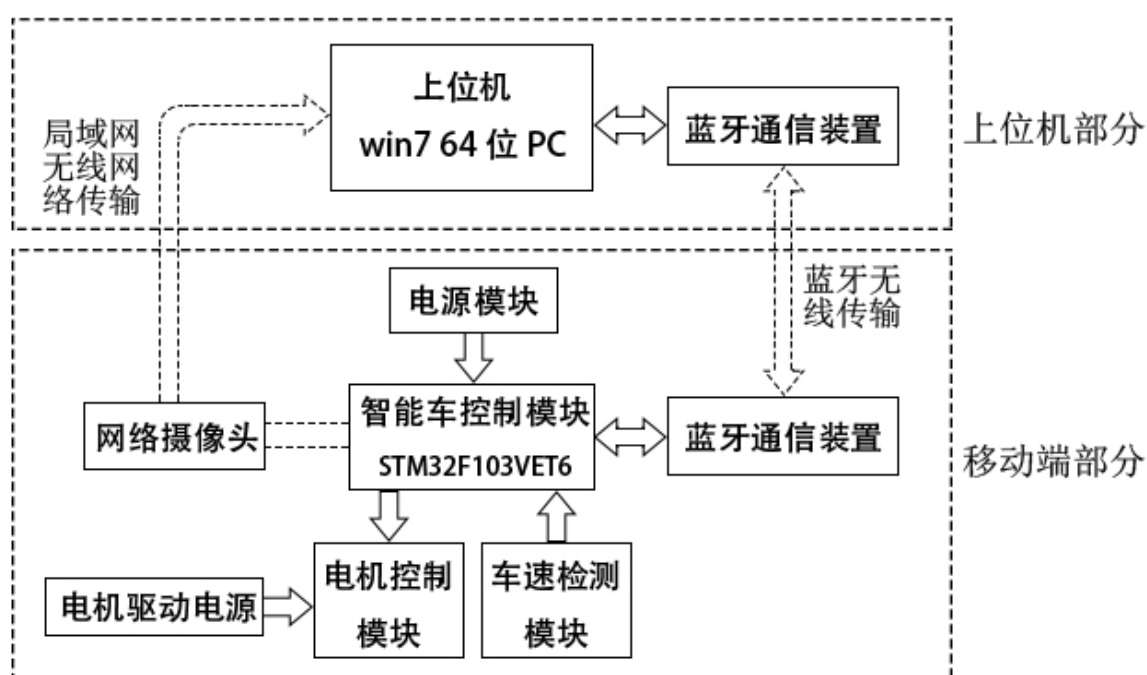 上位机
win7 64 位 PC
蓝牙通信装置
上位机部分
局域网
无线网
络传输
蓝牙无
线传输
电源模块
智能车控制模块
STM32F103VET6
网络摄像头
蓝牙通信装置
移动端部分
电机驱动电源
电机控制
模块
车速检测
模块